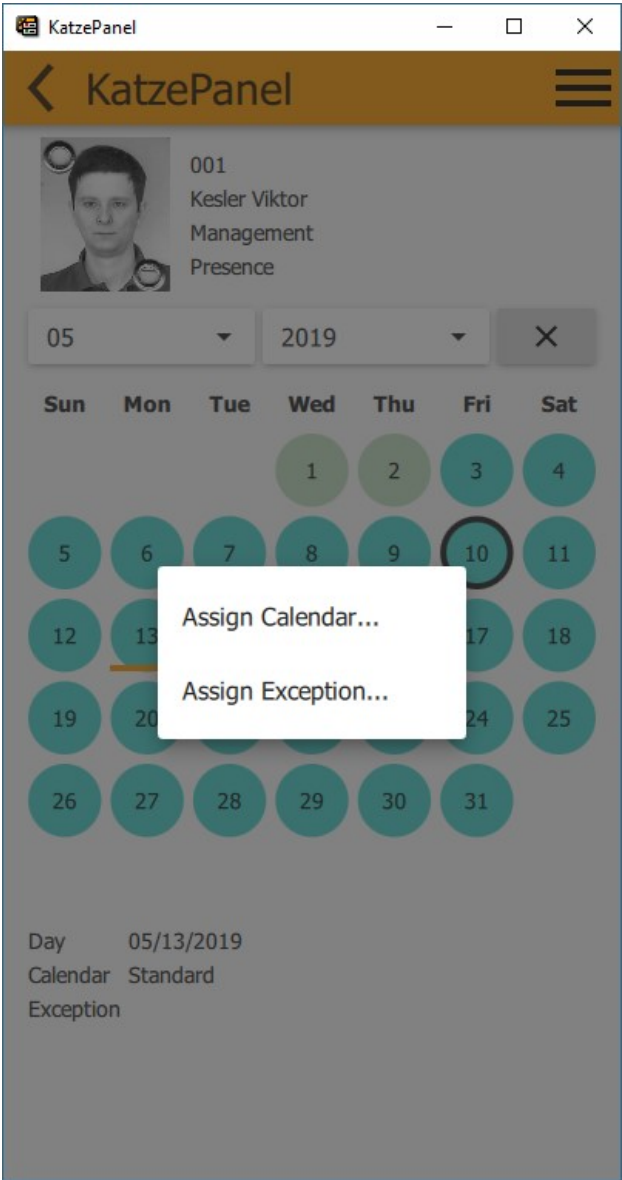 KatzePanel
KatzePanel
001
Kesler Viktor
Management
Presence
05 2019
Sun Mon Tue Wed Thu Fri Sat
1 2 3 4
5 6 7 8 9 10 11
12 13 17 18
Assign Calendar...
Assign Exception...
19 20 24 25
26 27 28 29 30 31
Day 05/13/2019
Calendar Standard
Exception